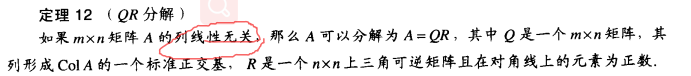 定理 12 （QR 分解）
如果 m×n 矩阵 A 的列线性无关, 那么 A 可以分解为 A=QR, 其中 Q 是一个 m×n 矩阵, 其
列形成 Col A 的一个标准正交基, R 是一个 n×n 上三角可逆矩阵且在对角线上的元素为正数.